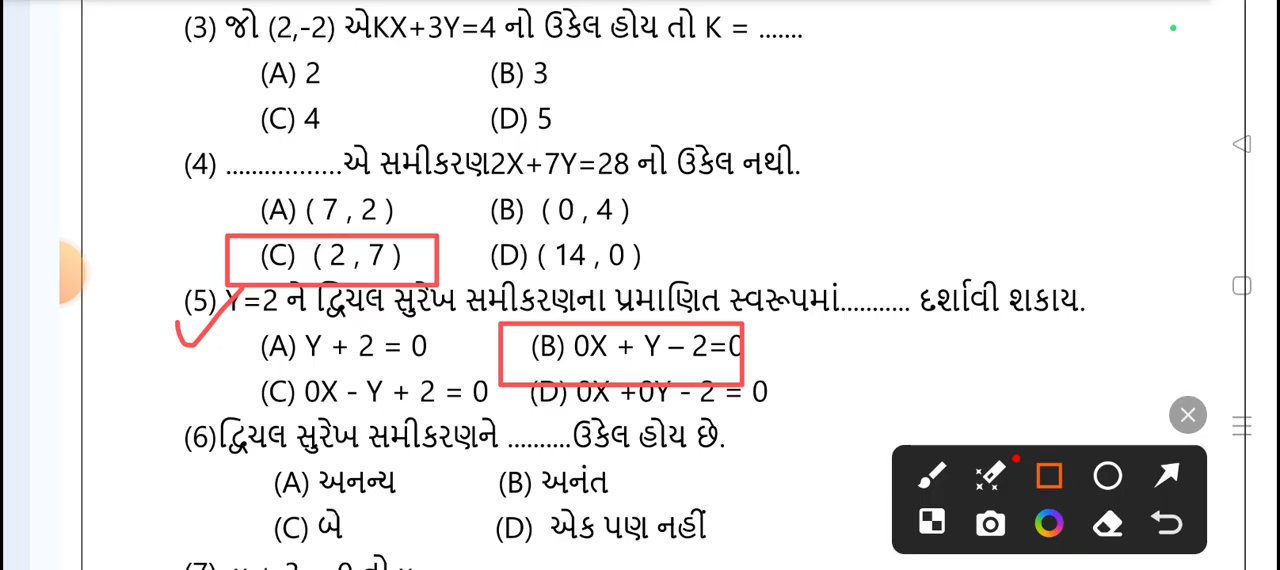 (3) જો (2,-2) એKX+3Y=4 નો ઉકેલ હોય તો K = .......
(A) 2 (B) 3
(C) 4 (D) 5
(4) ..................એ સમીકરણ2X+7Y=28 નો ઉકેલ નથી.
(A) ( 7 , 2 ) (B) ( 0 , 4 )
(C) ( 2 , 7 ) (D) ( 14 , 0 )
(5) Y=2 ને દ્વિચલ સુરેખ સમીકરણના પ્રમાણિત સ્વરૂપમાં........... દર્શાવી શકાય.
(A) Y + 2 = 0 (B) 0X + Y – 2=0
(C) 0X - Y + 2 = 0 (D) 0X +0Y - 2 = 0
(6)દ્વિચલ સુરેખ સમીકરણને ..........ઉકેલ હોય છે.
(A) અનન્ય (B) અનંત
(C) બે (D) એક પણ નહીં